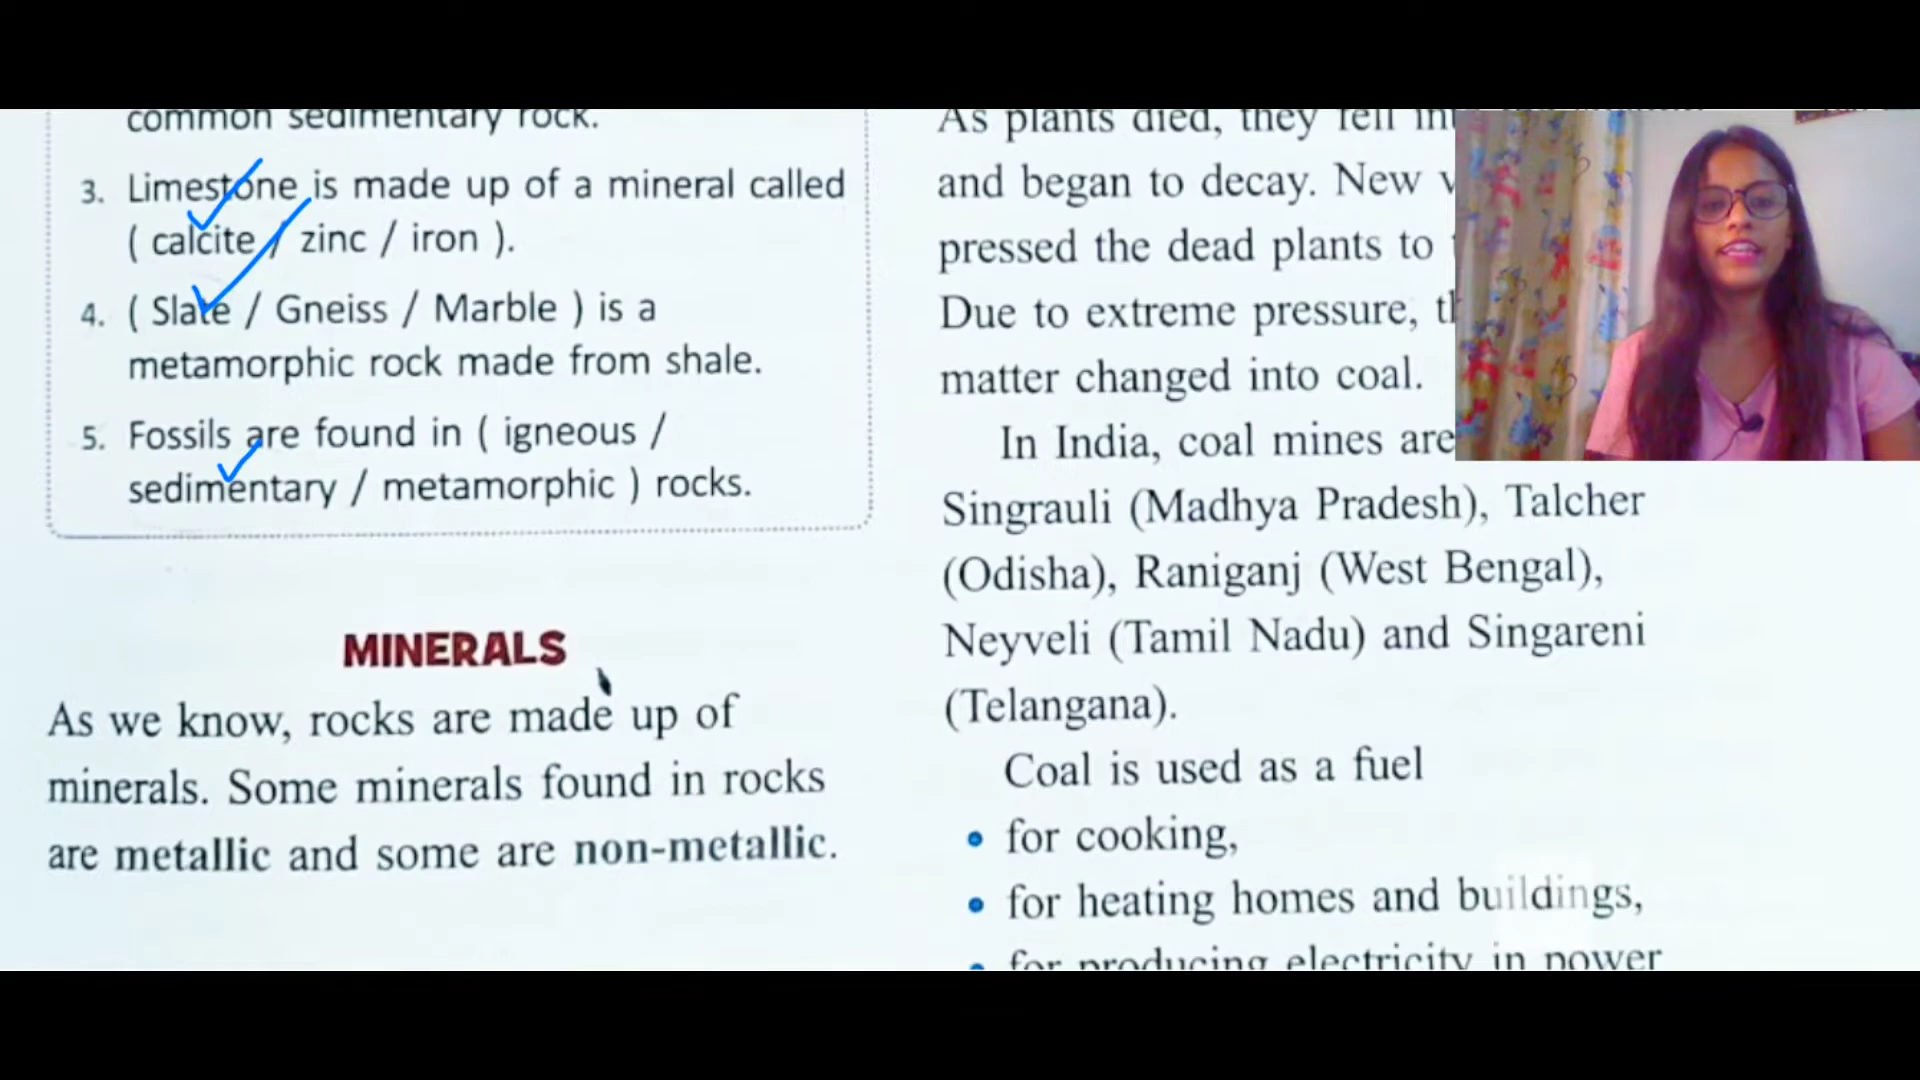 common sedimentary rock.
3. Limestone is made up of a mineral called
( calcite / zinc / iron ).
4. ( Slate / Gneiss / Marble ) is a
metamorphic rock made from shale.
5. Fossils are found in ( igneous /
sedimentary / metamorphic ) rocks.
MINERALS
As we know, rocks are made up of
minerals. Some minerals found in rocks
are metallic and some are non-metallic.
As plants died, they fell
and began to decay. New
pressed the dead plants to
Due to extreme pressure,
matter changed into coal.
In India, coal mines are
Singrauli (Madhya Pradesh), Talcher
(Odisha), Raniganj (West Bengal),
Neyveli (Tamil Nadu) and Singareni
(Telangana).
Coal is used as a fuel
• for cooking,
• for heating homes and buildings,
• for producing electricity in power